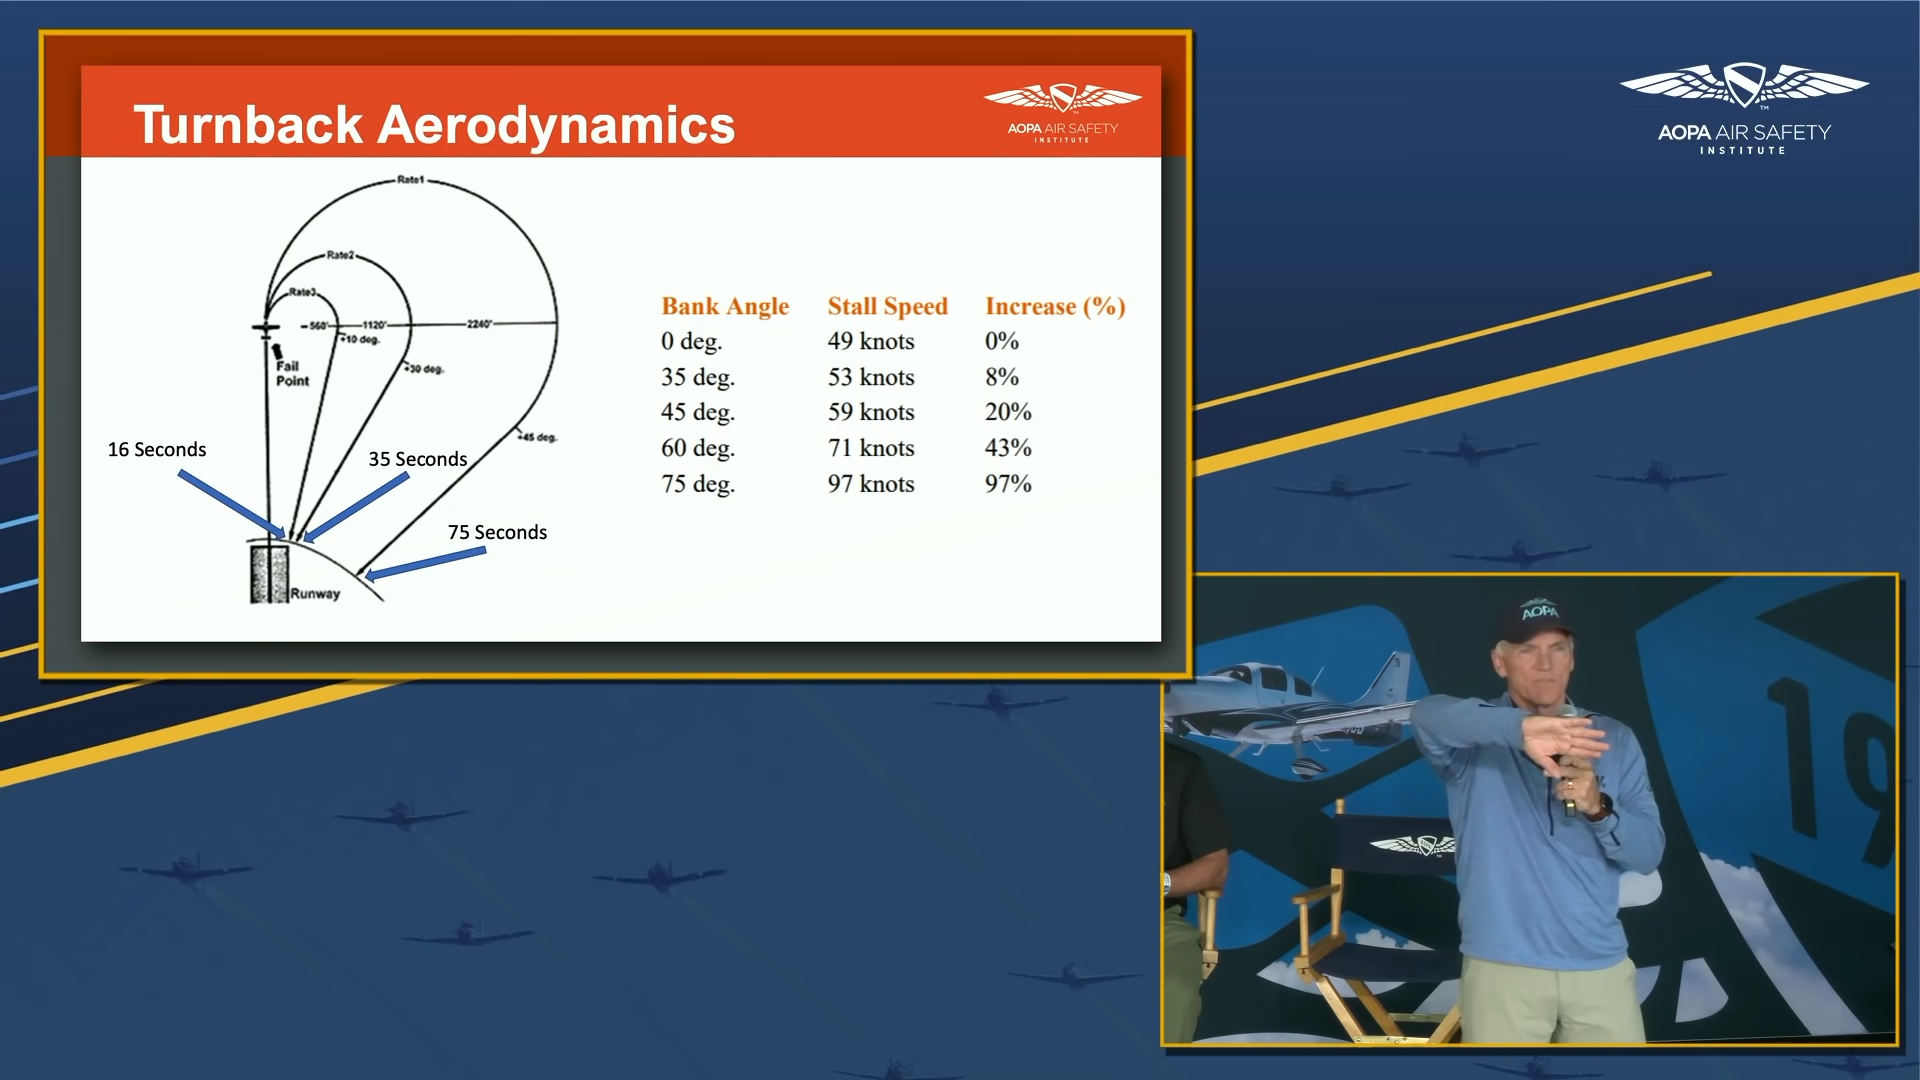 Turnback Aerodynamics
AOPA AIR SAFETY
INSTITUTE
Rate1
Rate2
Rate3
560'
1120'
2240'
+10 deg.
+30 deg.
+45 deg.
Fail
Point
16 Seconds
35 Seconds
75 Seconds
Runway
Bank Angle Stall Speed Increase (%)
0 deg. 49 knots 0%
35 deg. 53 knots 8%
45 deg. 59 knots 20%
60 deg. 71 knots 43%
75 deg. 97 knots 97%
TM
AOPA AIR SAFETY
INSTITUTE
AOPA
19